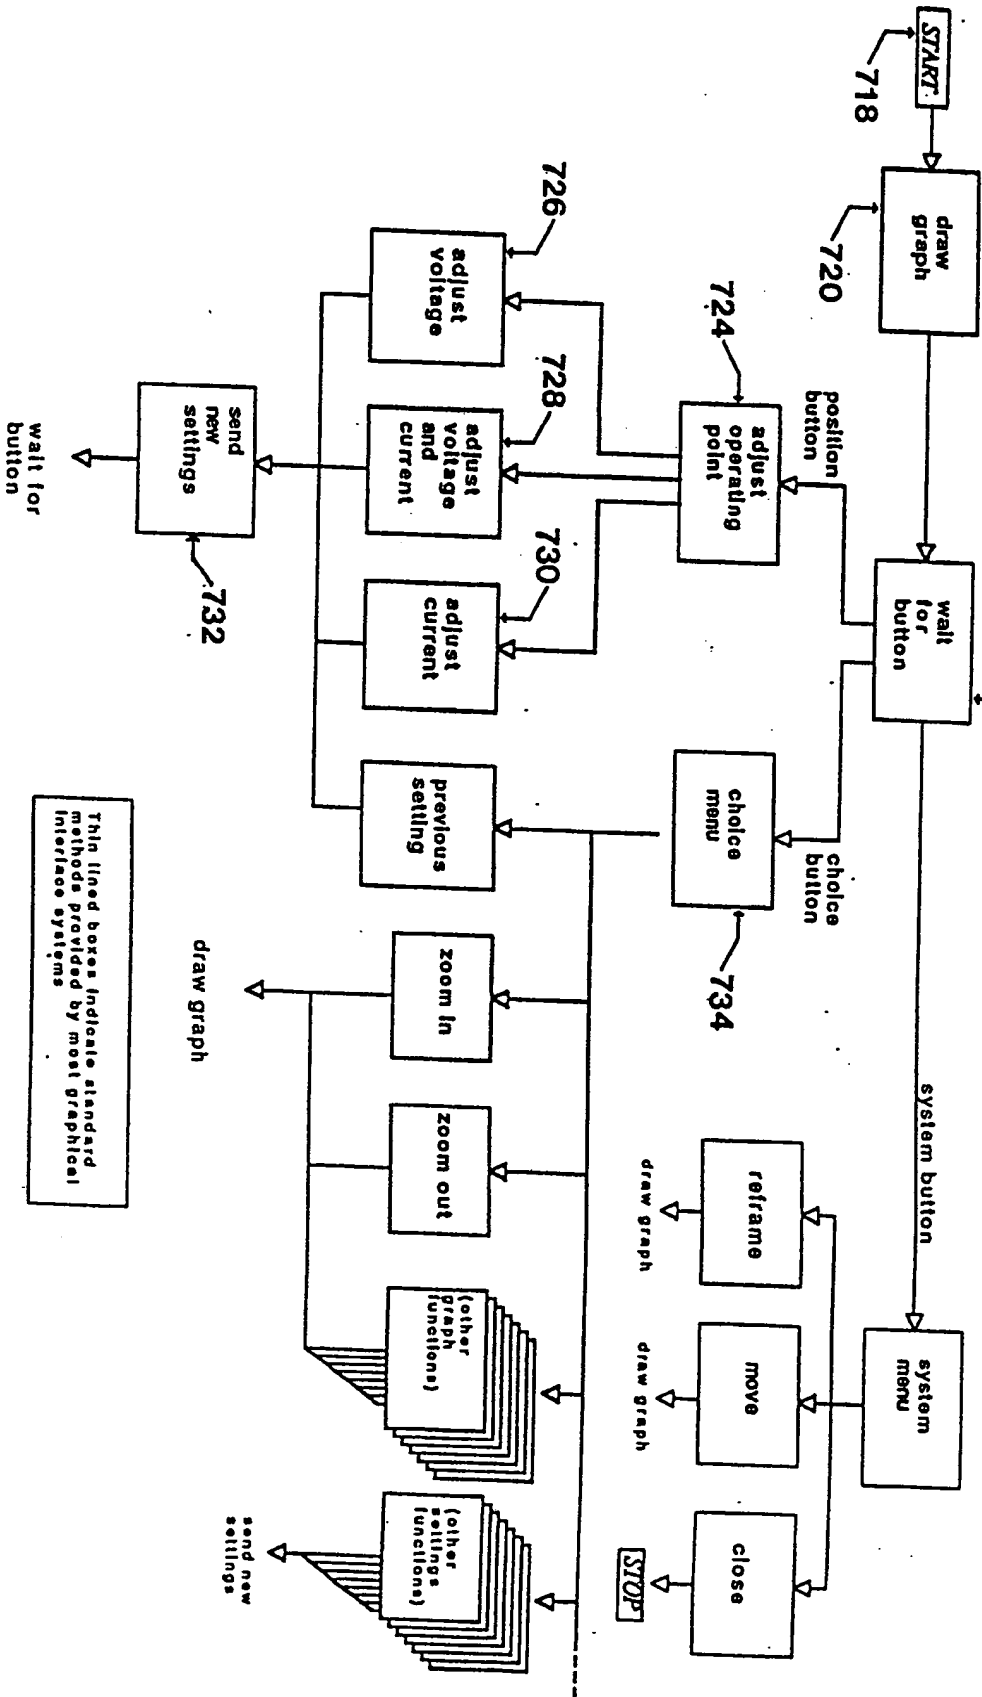 START
718
draw
graph
720
wait
for
button
position
button
choice
button
system button
system
menu
724
adjust
operating
point
choice
menu
734
reframe
move
close
draw graph
draw graph
STOP
726
adjust
voltage
728
adjust
voltage
and
current
730
adjust
current
previous
setting
zoom in
zoom out
(other
graph
functions)
(other
settings
functions)
send
new
settings
732
wait for
button
draw graph
send new
settings
Thin lined boxes indicate standard
methods provided by most graphical
interface systems